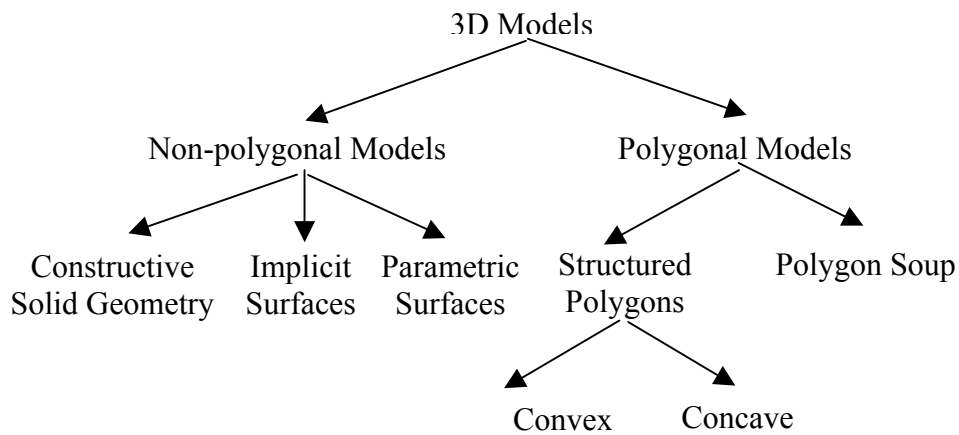 3D Models
Non-polygonal Models
Polygonal Models
Constructive
Solid Geometry
Implicit
Surfaces
Parametric
Surfaces
Structured
Polygons
Polygon Soup
Convex
Concave